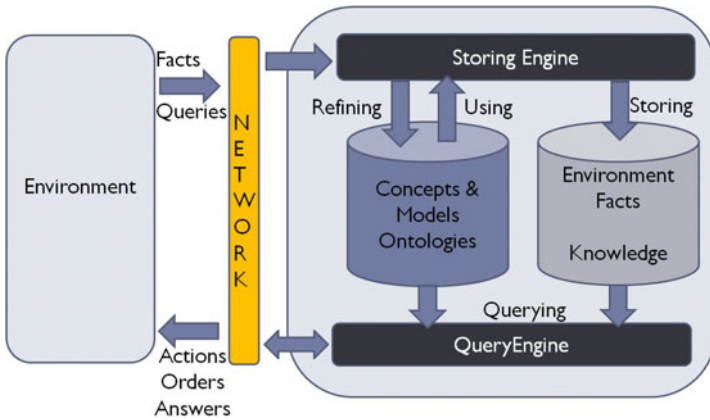 Facts
Queries
Environment
NETWORK
Actions
Orders
Answers
Storing Engine
Refining
Using
Storing
Concepts &
Models
Ontologies
Environment
Facts
Knowledge
Querying
QueryEngine